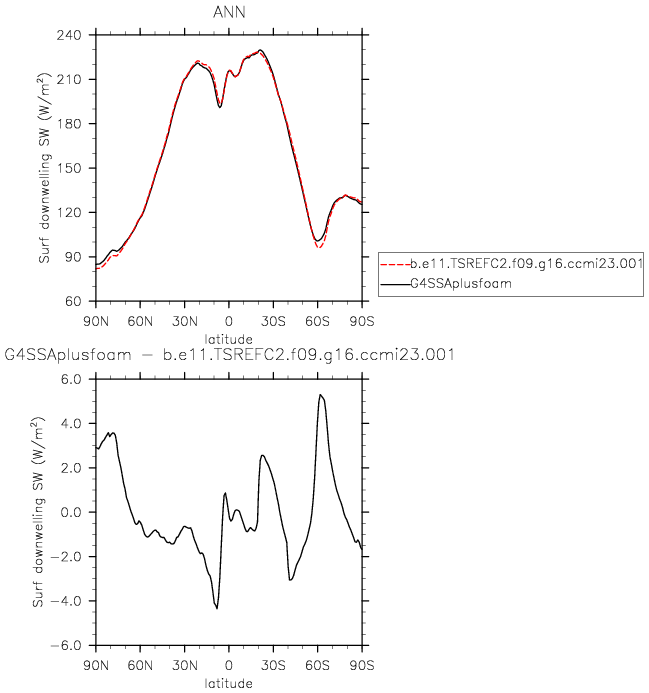 ANN
240
210
180
150
120
90
60
Surf downwelling SW (W/m²)
90N 60N 30N 0 30S 60S 90S
latitude
b.e11.TSREFC2.f09.g16.ccmi23.001
G4SSAplusfoam
G4SSAplusfoam − b.e11.TSREFC2.f09.g16.ccmi23.001
6.0
4.0
2.0
0.0
−2.0
−4.0
−6.0
Surf downwelling SW (W/m²)
90N 60N 30N 0 30S 60S 90S
latitude